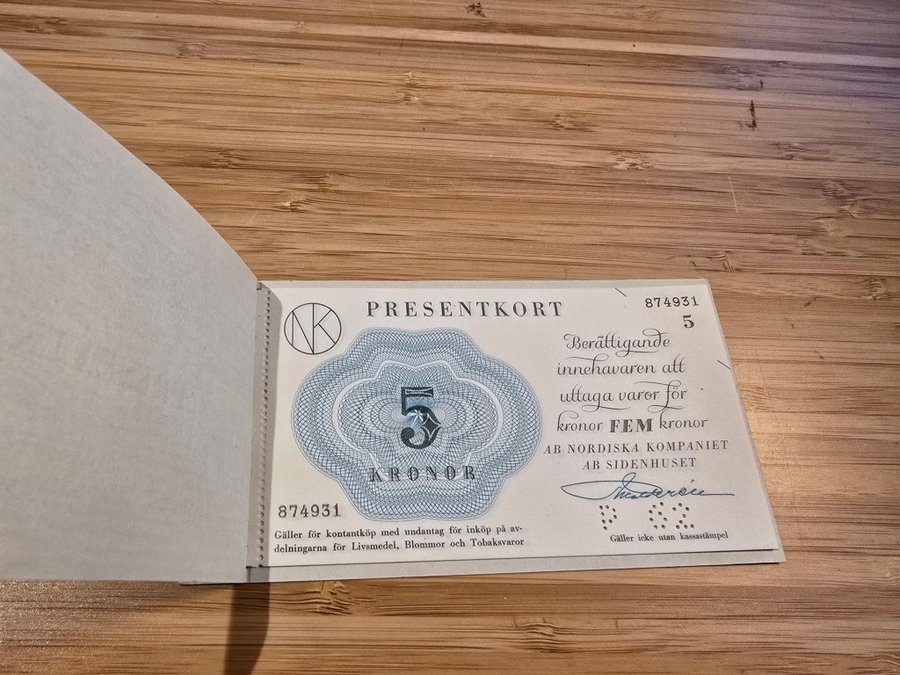 NK
PRESENTKORT
874931
5
Berättigande
innehavaren att
uttaga varor för
kronor FEM kronor
AB NORDISKA KOMPANIET
AB SIDENHUSET
5
KRONOR
874931
P 62
Gäller för kontantköp med undantag för inköp på av-
delningarna för Livsmedel, Blommor och Tobaksvaror
Gäller icke utan kassastämpel